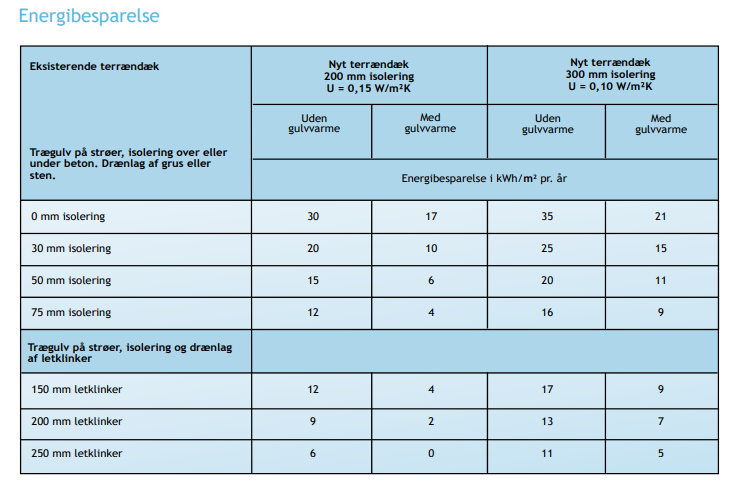 Energibesparelse
Eksisterende terrændæk
Nyt terrændæk
200 mm isolering
U = 0,15 W/m²K
Nyt terrændæk
300 mm isolering
U = 0,10 W/m²K
Trægulv på strøer, isolering over eller
under beton. Drænlag af grus eller
sten.
Uden
gulvvarme
Med
gulvvarme
Uden
gulvvarme
Med
gulvvarme
Energibesparelse i kWh/m² pr. år
0 mm isolering 30 17 35 21
30 mm isolering 20 10 25 15
50 mm isolering 15 6 20 11
75 mm isolering 12 4 16 9
Trægulv på strøer, isolering og drænlag
af letklinker
150 mm letklinker 12 4 17 9
200 mm letklinker 9 2 13 7
250 mm letklinker 6 0 11 5